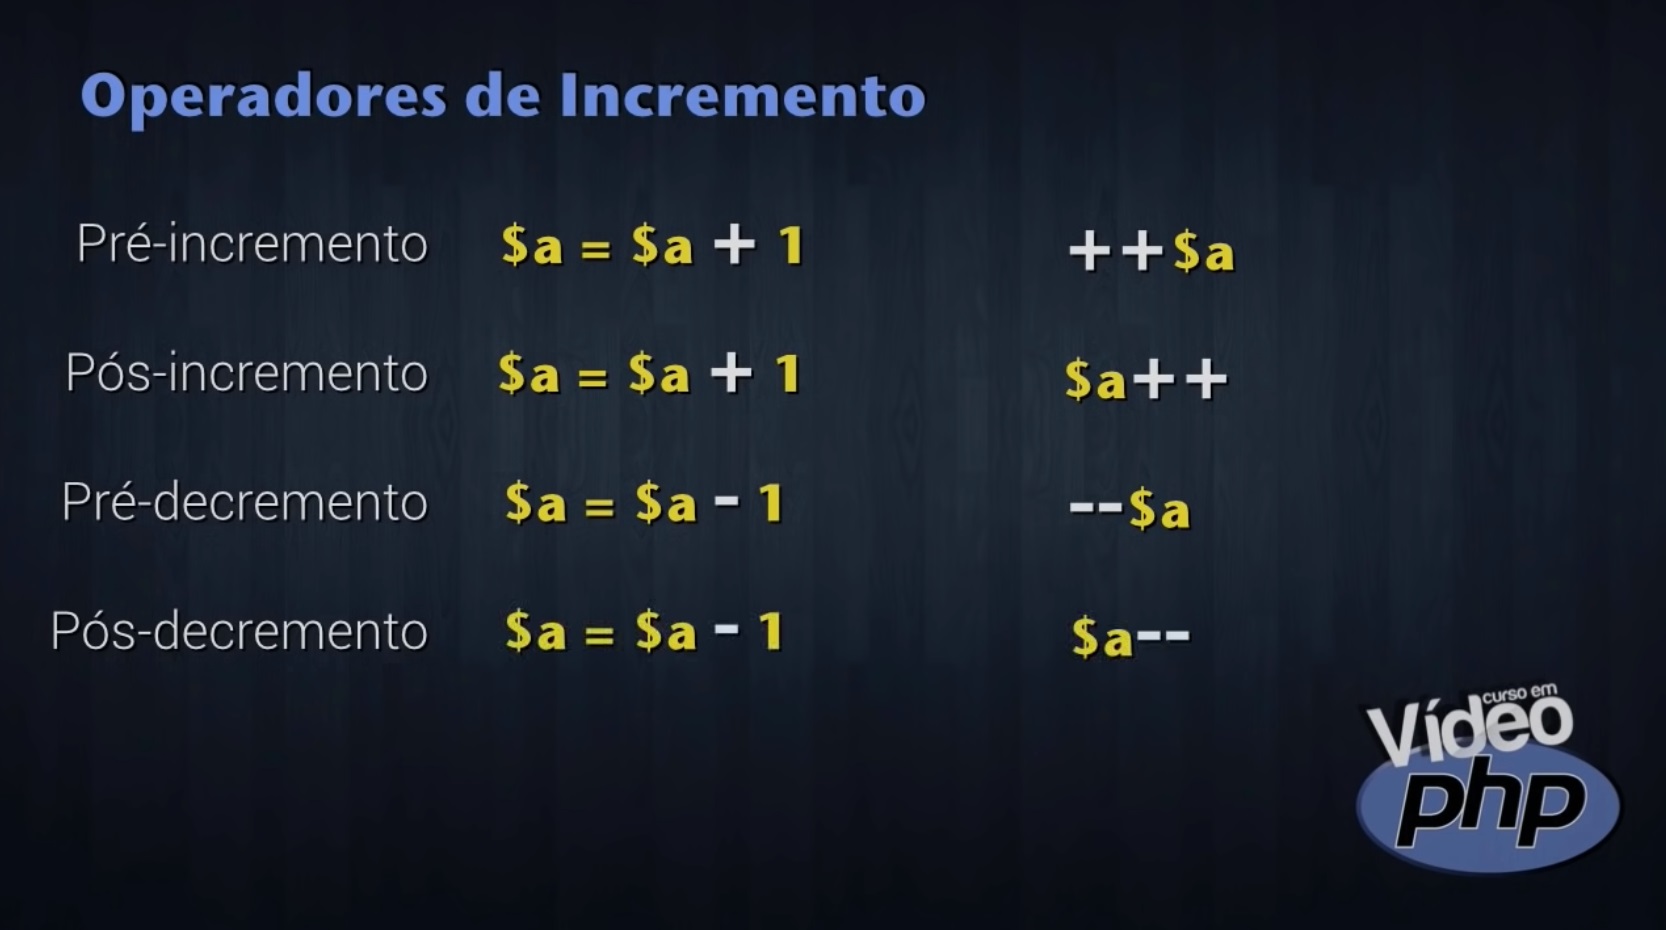 Operadores de Incremento
Pré-incremento $a = $a + 1 ++$a
Pós-incremento $a = $a + 1 $a++
Pré-decremento $a = $a - 1 --$a
Pós-decremento $a = $a - 1 $a--
curso em
Vídeo
php